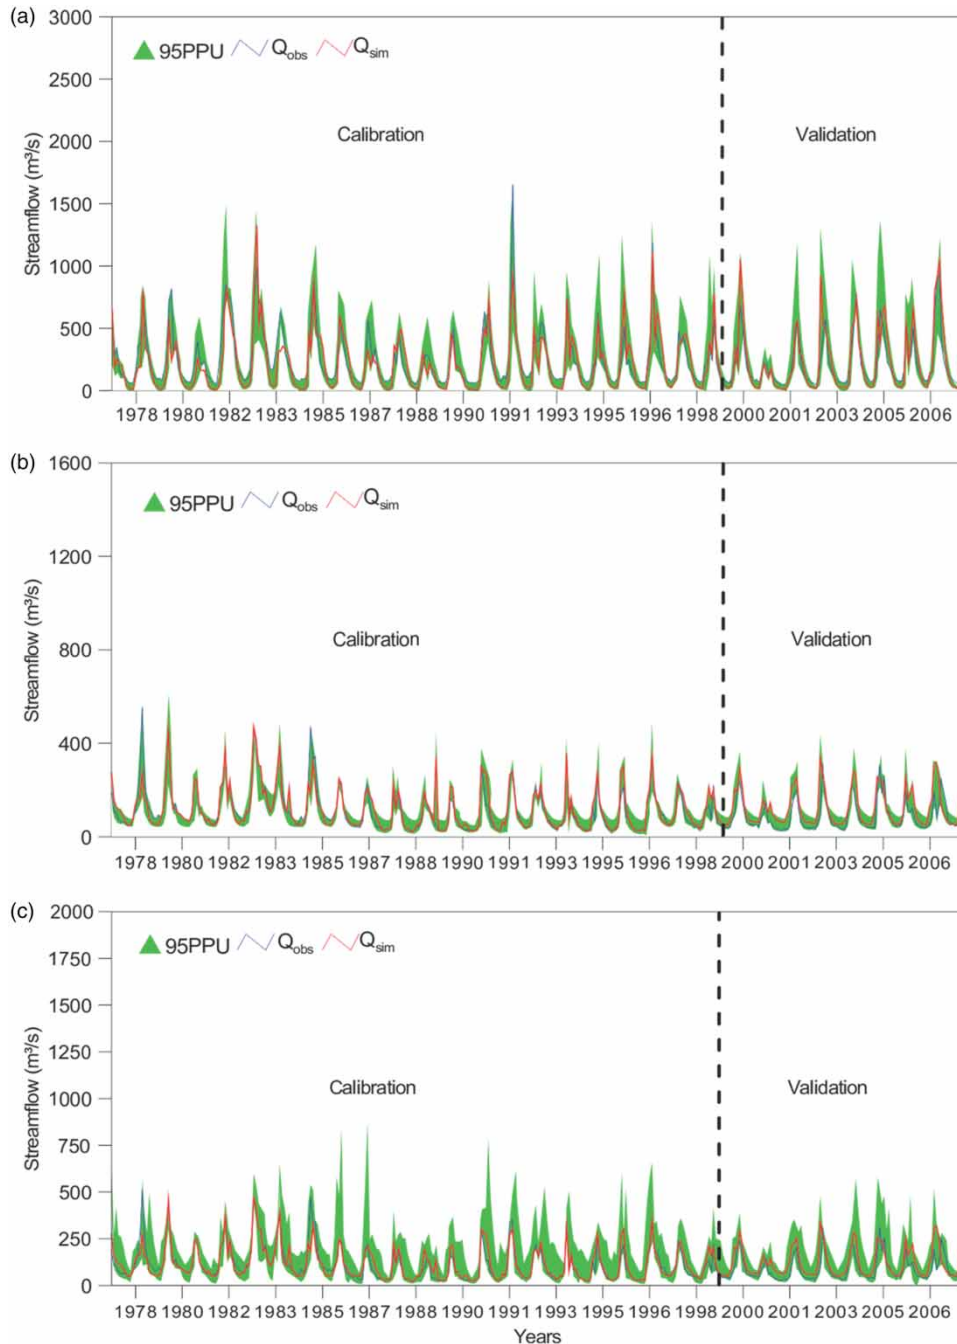 (a)
3000
2500
2000
1500
1000
500
0
Streamflow (m³/s)
95PPU Qobs Qsim
Calibration Validation
1978 1980 1982 1983 1985 1987 1988 1990 1991 1993 1995 1996 1998 2000 2001 2003 2005 2006
(b)
1600
1200
800
400
0
Streamflow (m³/s)
95PPU Qobs Qsim
Calibration Validation
1978 1980 1982 1983 1985 1987 1988 1990 1991 1993 1995 1996 1998 2000 2001 2003 2005 2006
(c)
2000
1750
1500
1250
1000
750
500
250
0
Streamflow (m³/s)
95PPU Qobs Qsim
Calibration Validation
1978 1980 1982 1983 1985 1987 1988 1990 1991 1993 1995 1996 1998 2000 2001 2003 2005 2006
Years